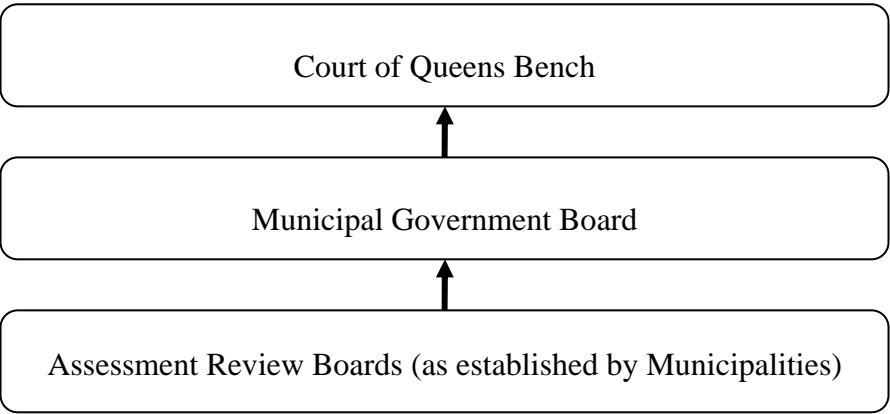 Court of Queens Bench
Municipal Government Board
Assessment Review Boards (as established by Municipalities)